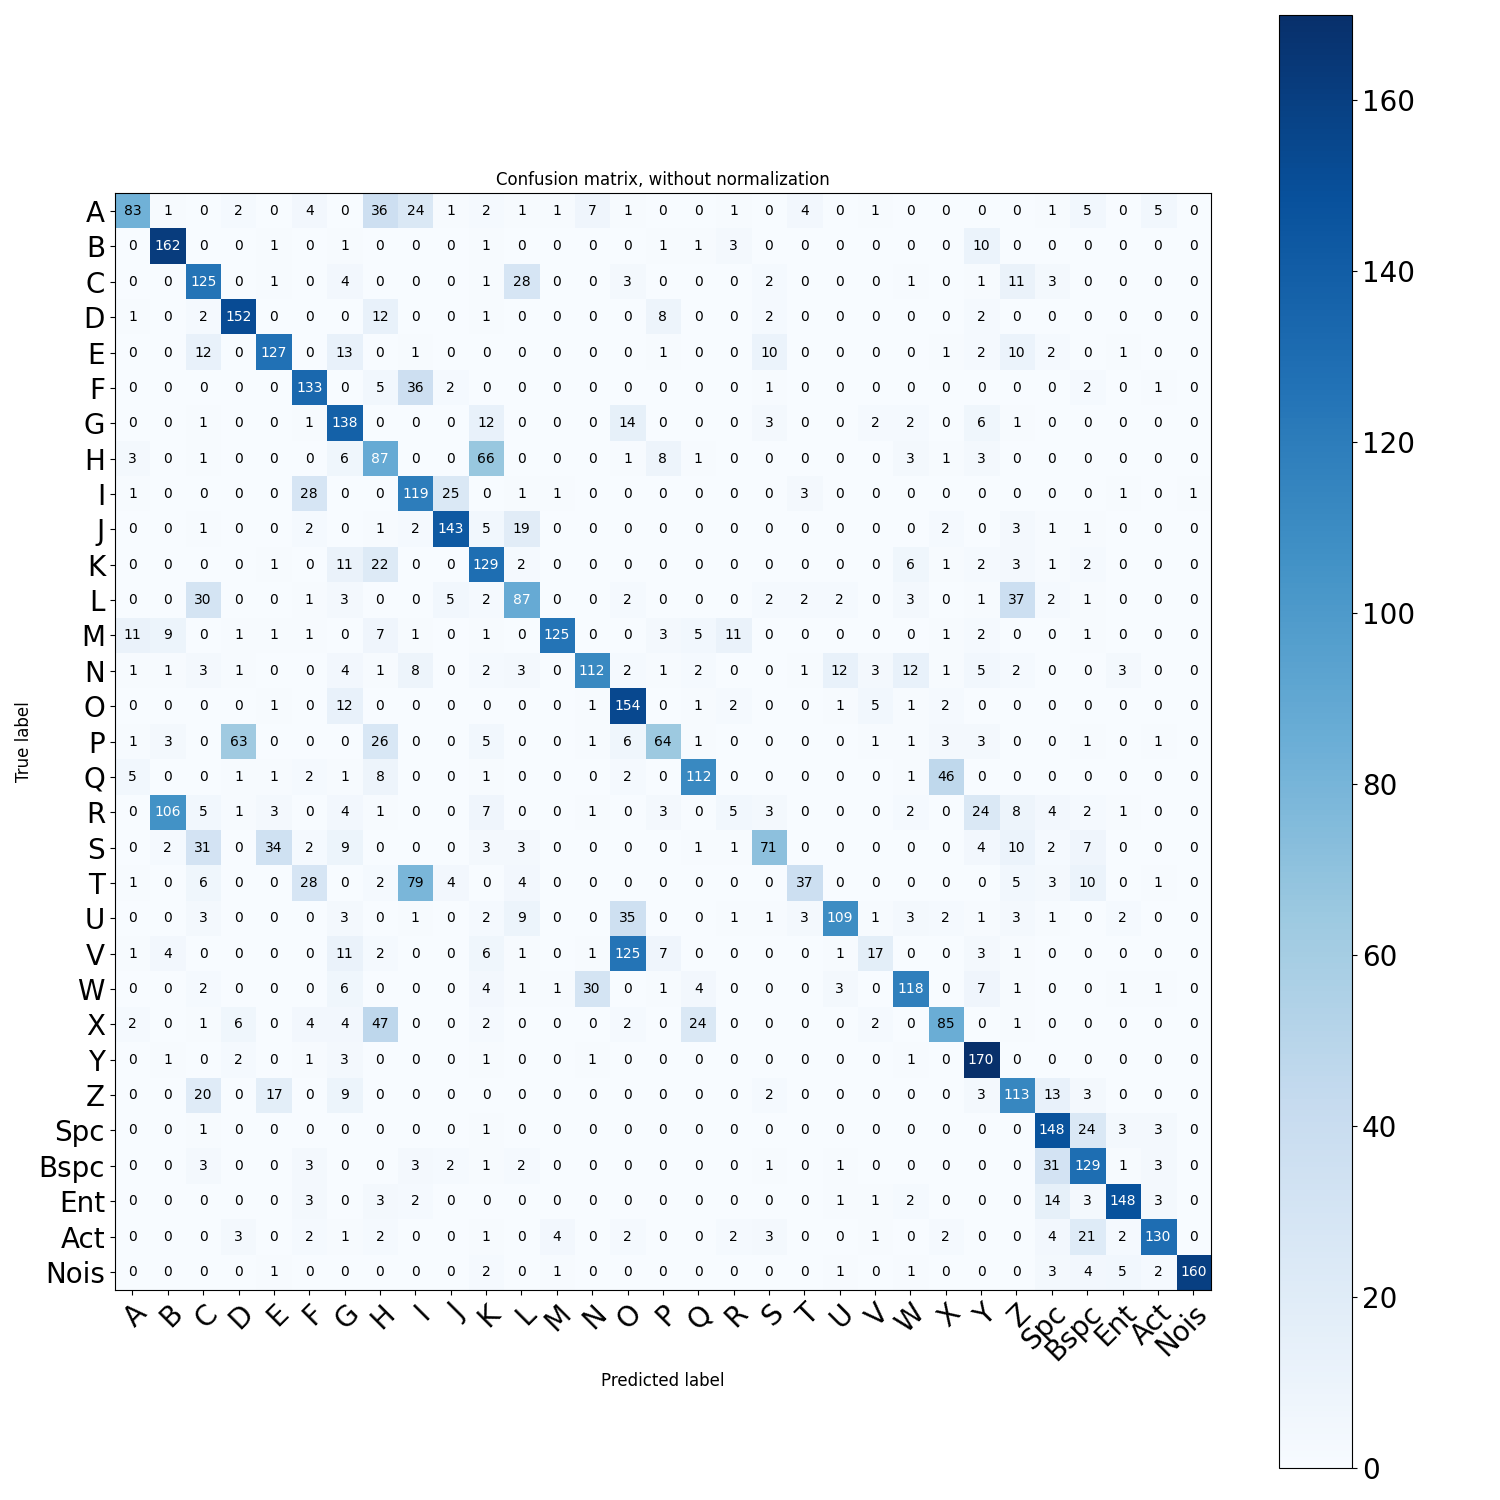 Confusion matrix, without normalization
A 83 1 0 2 0 4 0 36 24 1 2 1 1 7 1 0 0 1 0 4 0 1 0 0 0 0 1 5 0 5 0
B 0 162 0 0 1 0 1 0 0 0 1 0 0 0 0 1 1 3 0 0 0 0 0 0 10 0 0 0 0 0 0
C 0 0 125 0 1 0 4 0 0 0 1 28 0 0 3 0 0 0 2 0 0 0 1 0 1 11 3 0 0 0 0
D 1 0 2 152 0 0 0 12 0 0 1 0 0 0 0 8 0 0 2 0 0 0 0 0 2 0 0 0 0 0 0
E 0 0 12 0 127 0 13 0 1 0 0 0 0 0 0 1 0 0 10 0 0 0 0 1 2 10 2 0 1 0 0
F 0 0 0 0 0 133 0 5 36 2 0 0 0 0 0 0 0 0 1 0 0 0 0 0 0 0 0 2 0 1 0
G 0 0 1 0 0 1 138 0 0 0 12 0 0 0 14 0 0 0 3 0 0 2 2 0 6 1 0 0 0 0 0
H 3 0 1 0 0 0 6 87 0 0 66 0 0 0 1 8 1 0 0 0 0 0 3 1 3 0 0 0 0 0 0
I 1 0 0 0 0 28 0 0 119 25 0 1 1 0 0 0 0 0 0 3 0 0 0 0 0 0 0 0 1 0 1
J 0 0 1 0 0 2 0 1 2 143 5 19 0 0 0 0 0 0 0 0 0 0 0 2 0 3 1 1 0 0 0
K 0 0 0 0 1 0 11 22 0 0 129 2 0 0 0 0 0 0 0 0 0 0 6 1 2 3 1 2 0 0 0
L 0 0 30 0 0 1 3 0 0 5 2 87 0 0 2 0 0 0 2 2 2 0 3 0 1 37 2 1 0 0 0
M 11 9 0 1 1 1 0 7 1 0 1 0 125 0 0 3 5 11 0 0 0 0 0 1 2 0 0 1 0 0 0
N 1 1 3 1 0 0 4 1 8 0 2 3 0 112 2 1 2 0 0 1 12 3 12 1 5 2 0 0 3 0 0
O 0 0 0 0 1 0 12 0 0 0 0 0 0 1 154 0 1 2 0 0 1 5 1 2 0 0 0 0 0 0 0
P 1 3 0 63 0 0 0 26 0 0 5 0 0 1 6 64 1 0 0 0 0 1 1 3 3 0 0 1 0 1 0
Q 5 0 0 1 1 2 1 8 0 0 1 0 0 0 2 0 112 0 0 0 0 0 1 46 0 0 0 0 0 0 0
R 0 106 5 1 3 0 4 1 0 0 7 0 0 1 0 3 0 5 3 0 0 0 2 0 24 8 4 2 1 0 0
S 0 2 31 0 34 2 9 0 0 0 3 3 0 0 0 0 1 1 71 0 0 0 0 0 4 10 2 7 0 0 0
T 1 0 6 0 0 28 0 2 79 4 0 4 0 0 0 0 0 0 0 37 0 0 0 0 0 5 3 10 0 1 0
U 0 0 3 0 0 0 3 0 1 0 2 9 0 0 35 0 0 1 1 3 109 1 3 2 1 3 1 0 2 0 0
V 1 4 0 0 0 0 11 2 0 0 6 1 0 1 125 7 0 0 0 0 1 17 0 0 3 1 0 0 0 0 0
W 0 0 2 0 0 0 6 0 0 0 4 1 1 30 0 1 4 0 0 0 3 0 118 0 7 1 0 0 1 1 0
X 2 0 1 6 0 4 4 47 0 0 2 0 0 0 2 0 24 0 0 0 0 2 0 85 0 1 0 0 0 0 0
Y 0 1 0 2 0 1 3 0 0 0 1 0 0 1 0 0 0 0 0 0 0 0 1 0 170 0 0 0 0 0 0
Z 0 0 20 0 17 0 9 0 0 0 0 0 0 0 0 0 0 0 2 0 0 0 0 0 3 113 13 3 0 0 0
Spc 0 0 1 0 0 0 0 0 0 0 1 0 0 0 0 0 0 0 0 0 0 0 0 0 0 0 148 24 3 3 0
Bspc 0 0 3 0 0 3 0 0 3 2 1 2 0 0 0 0 0 0 1 0 1 0 0 0 0 0 31 129 1 3 0
Ent 0 0 0 0 0 3 0 3 2 0 0 0 0 0 0 0 0 0 0 0 1 1 2 0 0 0 14 3 148 3 0
Act 0 0 0 3 0 2 1 2 0 0 1 0 4 0 2 0 0 2 3 0 0 1 0 2 0 0 4 21 2 130 0
Nois 0 0 0 0 1 0 0 0 0 0 2 0 1 0 0 0 0 0 0 0 1 0 1 0 0 0 3 4 5 2 160
A B C D E F G H I J K L M N O P Q R S T U V W X Y Z Spc Bspc Ent Act Nois
Predicted label
True label
160
140
120
100
80
60
40
20
0